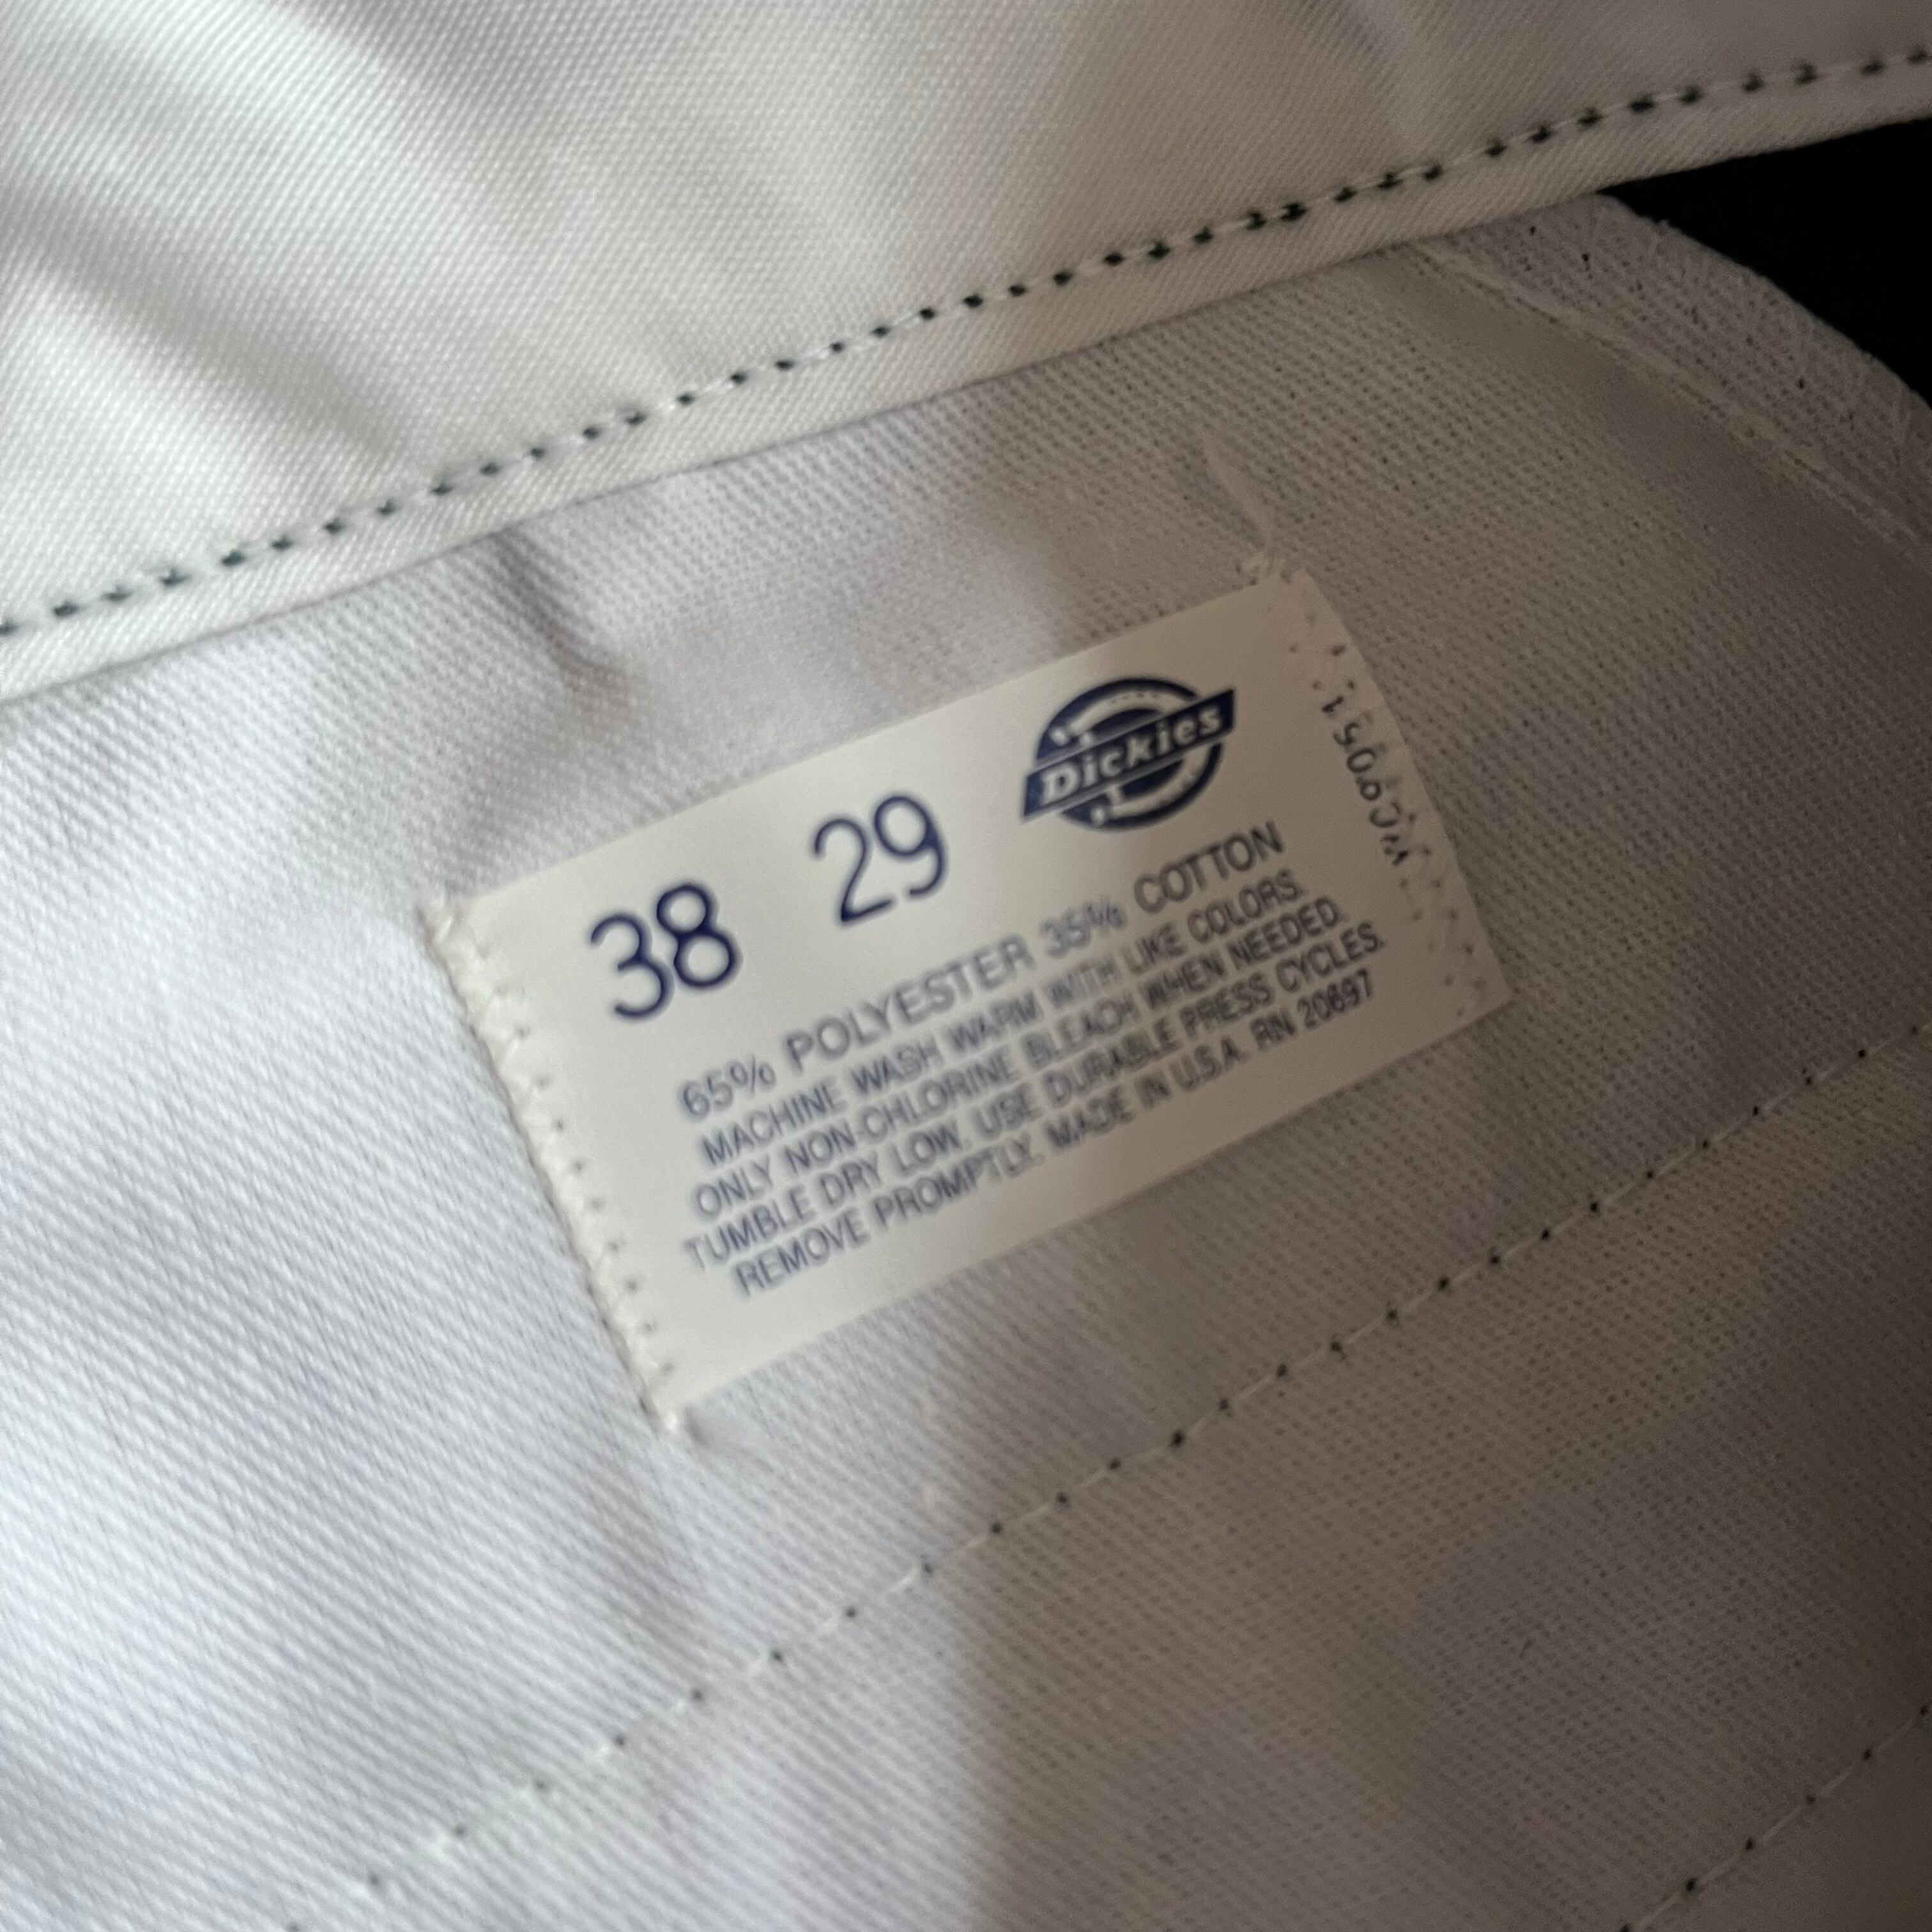 38 29 Dickies
65% POLYESTER 35% COTTON
MACHINE WASH WARM WITH LIKE COLORS.
ONLY NON-CHLORINE BLEACH WHEN NEEDED.
TUMBLE DRY LOW. USE DURABLE PRESS CYCLES.
REMOVE PROMPTLY. MADE IN U.S.A. RN 20697